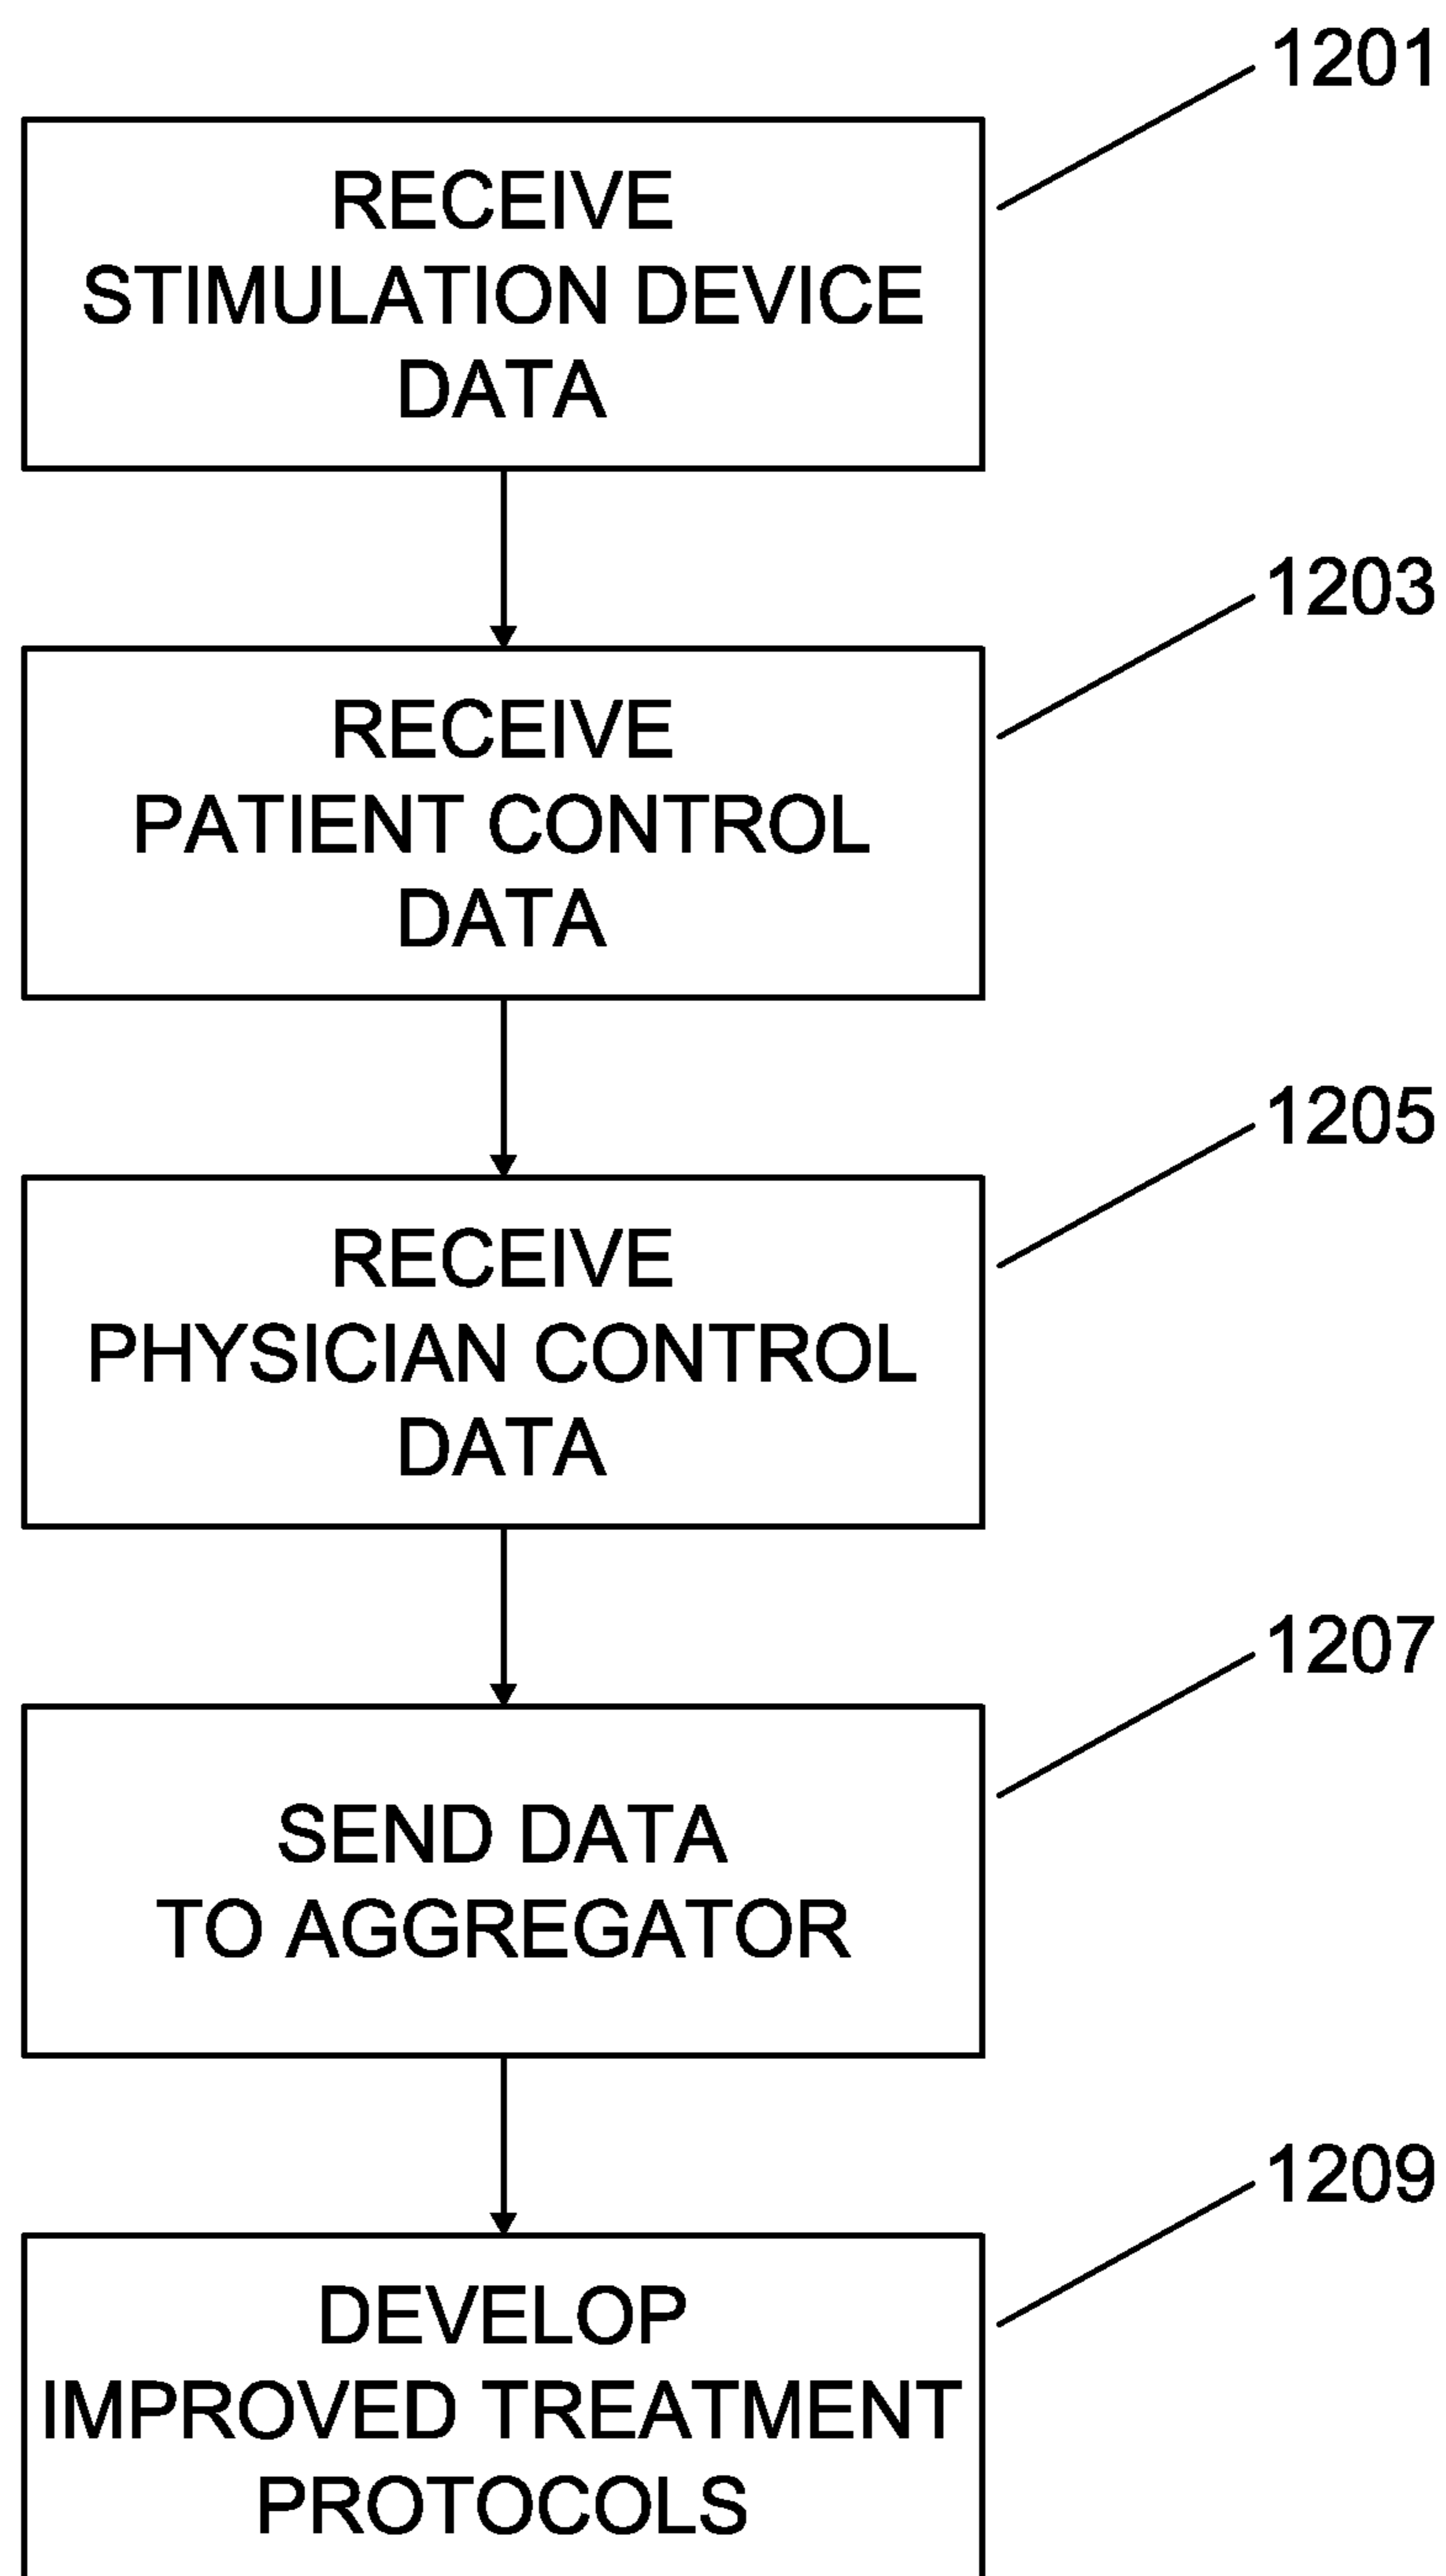 1201
RECEIVE
STIMULATION DEVICE
DATA
1203
RECEIVE
PATIENT CONTROL
DATA
1205
RECEIVE
PHYSICIAN CONTROL
DATA
1207
SEND DATA
TO AGGREGATOR
1209
DEVELOP
IMPROVED TREATMENT
PROTOCOLS